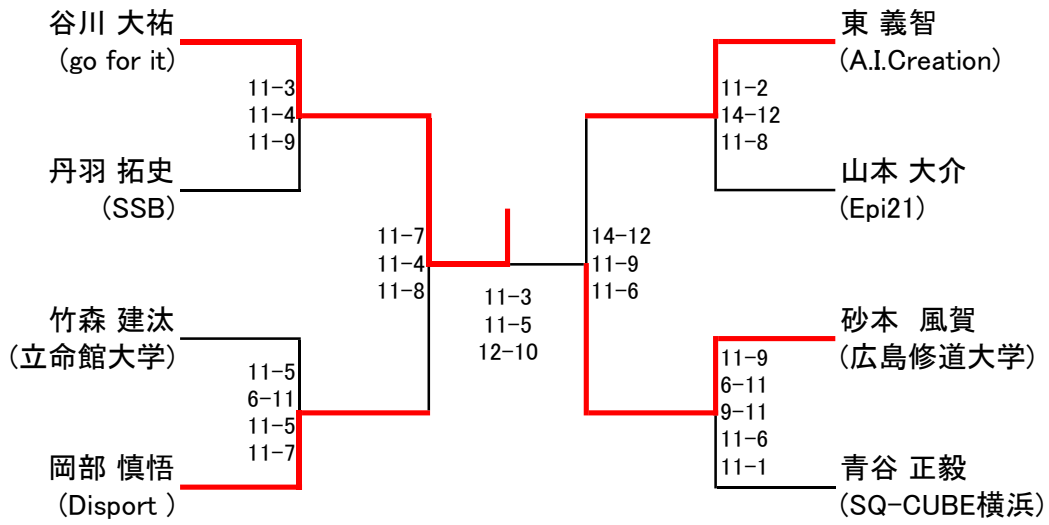 谷川 大祐
(go for it)
11-3
11-4
11-9
丹羽 拓史
(SSB)
11-7
11-4
11-8
竹森 建汰
(立命館大学)
11-5
6-11
11-5
11-7
岡部 慎悟
(Disport )
11-3
11-5
12-10
東 義智
(A.I.Creation)
11-2
14-12
11-8
山本 大介
(Epi21)
14-12
11-9
11-6
砂本　風賀
(広島修道大学)
11-9
6-11
9-11
11-6
11-1
青谷 正毅
(SQ-CUBE横浜)